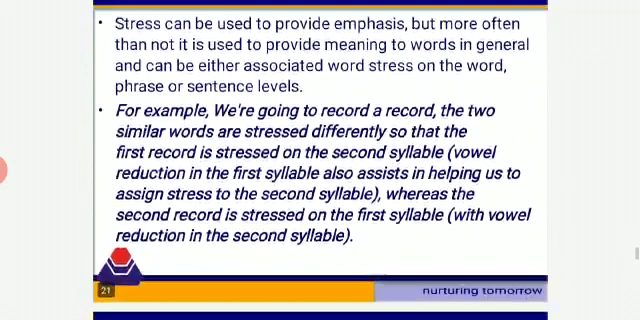 • Stress can be used to provide emphasis, but more often
than not it is used to provide meaning to words in general
and can be either associated word stress on the word,
phrase or sentence levels.
• For example, We're going to record a record, the two
similar words are stressed differently so that the
first record is stressed on the second syllable (vowel
reduction in the first syllable also assists in helping us to
assign stress to the second syllable), whereas the
second record is stressed on the first syllable (with vowel
reduction in the second syllable).
21
nurturing tomorrow